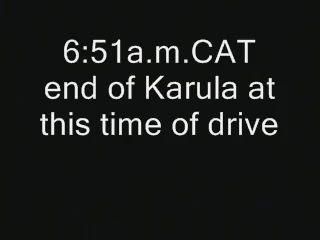 6:51a.m.CAT
end of Karula at
this time of drive